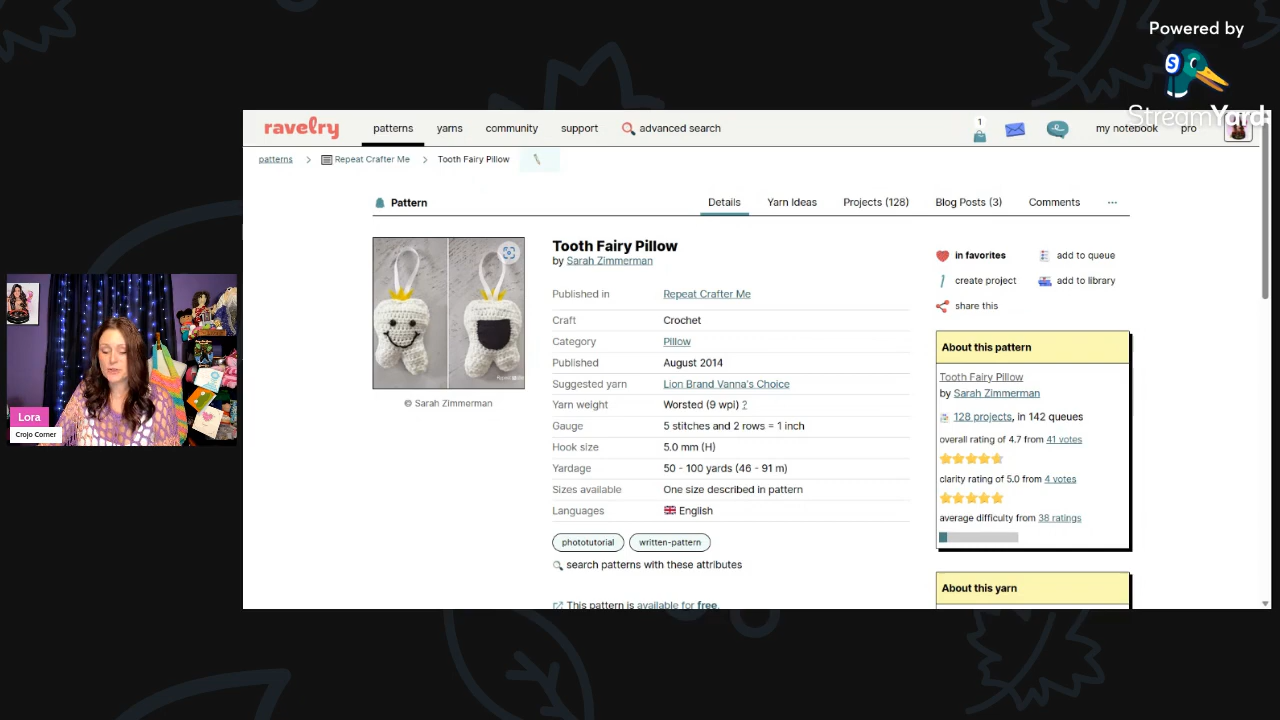 Powered by
StreamYard
ravelry
patterns
yarns
community
support
advanced search
1
my notebook
pro
patterns
Repeat Crafter Me
Tooth Fairy Pillow
Pattern
Details
Yarn Ideas
Projects (128)
Blog Posts (3)
Comments
Tooth Fairy Pillow
by Sarah Zimmerman
Published in Repeat Crafter Me
Craft Crochet
Category Pillow
Published August 2014
Suggested yarn Lion Brand Vanna's Choice
Yarn weight Worsted (9 wpi) ?
Gauge 5 stitches and 2 rows = 1 inch
Hook size 5.0 mm (H)
Yardage 50 - 100 yards (46 - 91 m)
Sizes available One size described in pattern
Languages English
phototutorial
written-pattern
search patterns with these attributes
This pattern is available for free.
© Sarah Zimmerman
in favorites
add to queue
create project
add to library
share this
About this pattern
Tooth Fairy Pillow
by Sarah Zimmerman
128 projects, in 142 queues
overall rating of 4.7 from 41 votes
clarity rating of 5.0 from 4 votes
average difficulty from 38 ratings
About this yarn
Lora
Crojo Corner